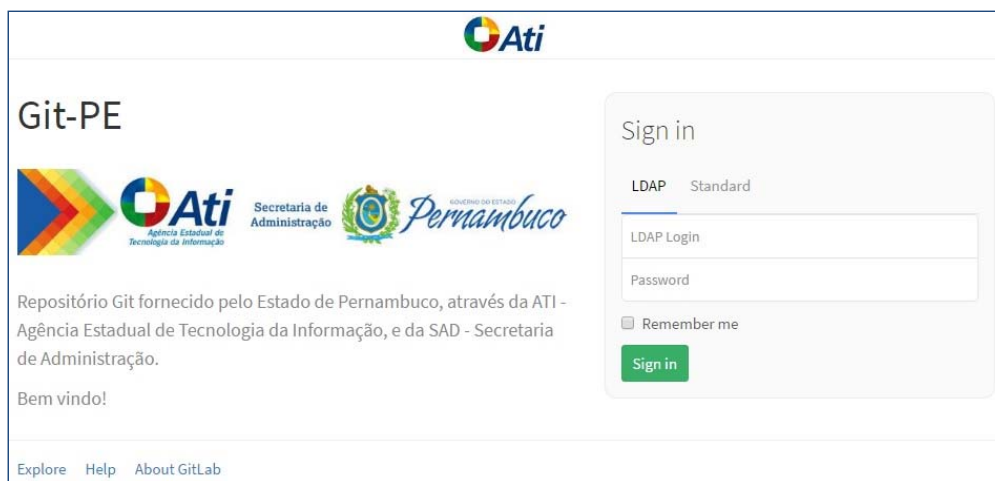 Ati
Git-PE
Ati
Agência Estadual de
Tecnologia da Informação
Secretaria de
Administração
GOVERNO DO ESTADO
Pernambuco
Repositório Git fornecido pelo Estado de Pernambuco, através da ATI -
Agência Estadual de Tecnologia da Informação, e da SAD - Secretaria
de Administração.
Bem vindo!
Sign in
LDAP Standard
LDAP Login
Password
Remember me
Sign in
Explore Help About GitLab